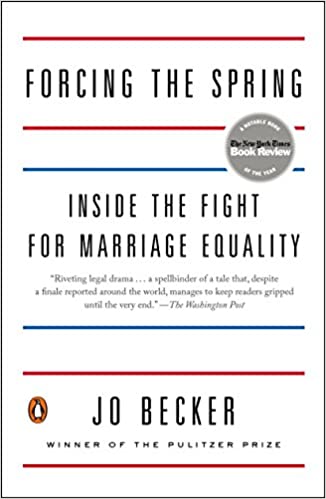 FORCING THE SPRING
A NOTABLE BOOK
The New York Times
Book Review
OF THE YEAR
INSIDE THE FIGHT
FOR MARRIAGE EQUALITY
“Riveting legal drama . . . a spellbinder of a tale that, despite
a finale reported around the world, manages to keep readers gripped
until the very end.” —The Washington Post
JO BECKER
WINNER OF THE PULITZER PRIZE